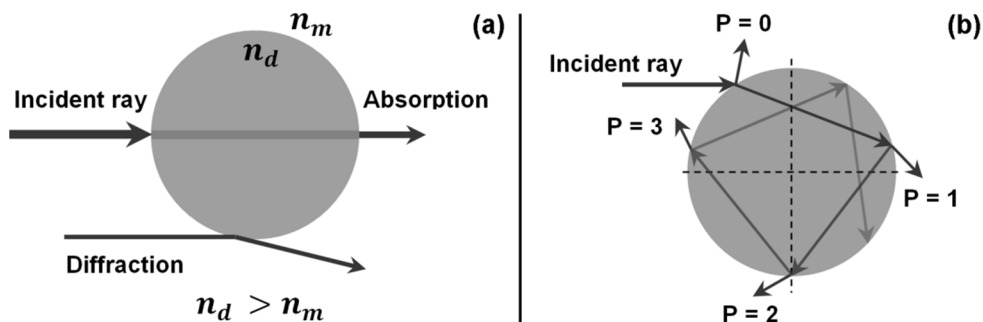 (a)
n_m
n_d
Incident ray
Absorption
Diffraction
n_d > n_m
(b)
P = 0
Incident ray
P = 3
P = 1
P = 2